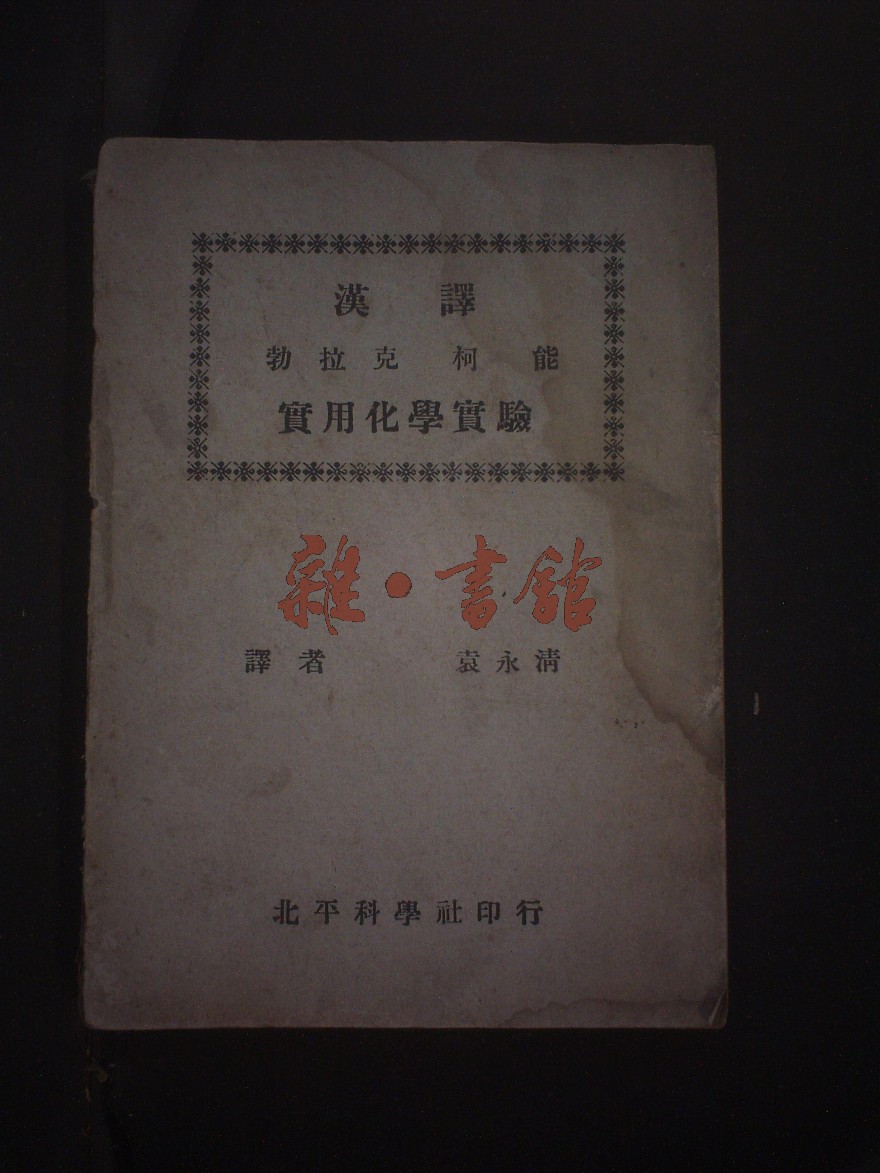 漢譯
勃拉克 柯能
實用化學實驗
雜·書館
譯者 袁永清
北平科學社印行